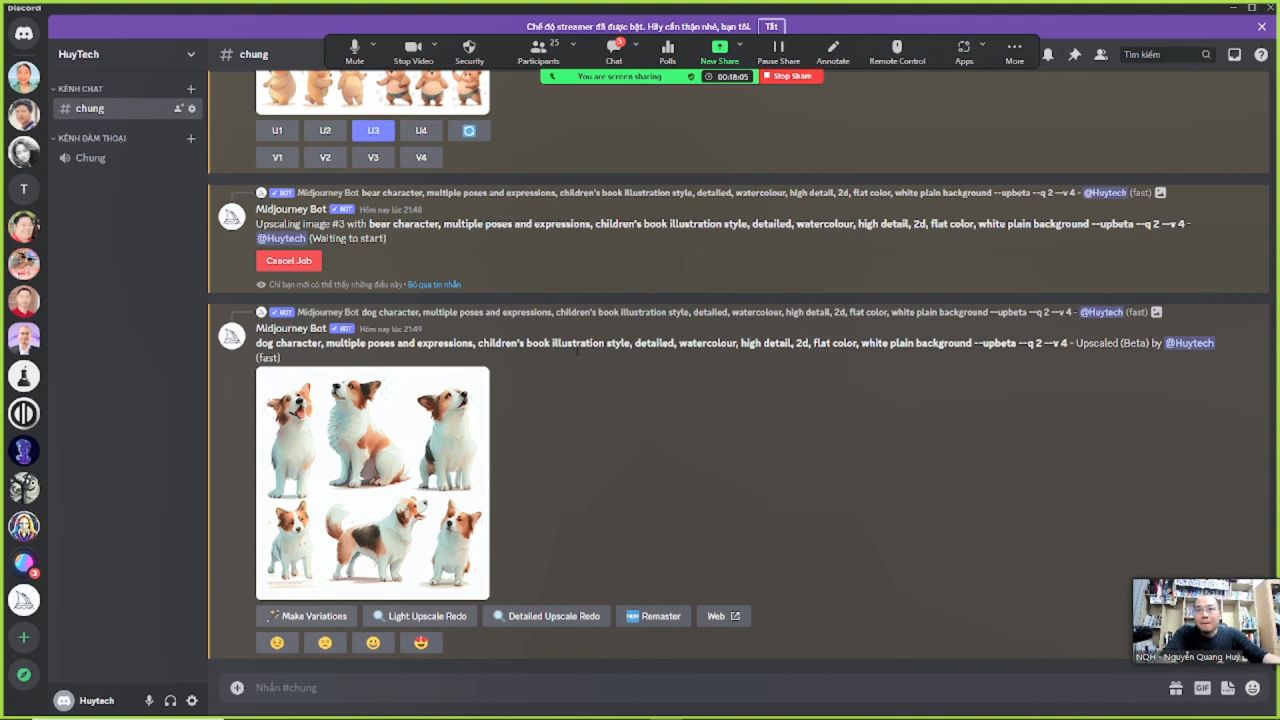 Discord
Chế độ streamer đã được bật. Hãy cẩn thận nhé, bạn tôi.
Tắt
HuyTech
# chung
Mute
Stop Video
Security
25
Participants
5
Chat
Polls
New Share
Pause Share
Annotate
Remote Control
Apps
More
Tìm kiếm
You are screen sharing
00:18:05
Stop Share
KÊNH CHAT
# chung
KÊNH ĐÀM THOẠI
Chung
T
3
U1
U2
U3
U4
V1
V2
V3
V4
BOT Midjourney Bot bear character, multiple poses and expressions, children's book illustration style, detailed, watercolour, high detail, 2d, flat color, white plain background --upbeta --q 2 --v 4 - @Huytech (fast)
Midjourney Bot BOT Hôm nay lúc 21:48
Upscaling image #3 with bear character, multiple poses and expressions, children's book illustration style, detailed, watercolour, high detail, 2d, flat color, white plain background --upbeta --q 2 --v 4 -
@Huytech (Waiting to start)
Cancel Job
Chỉ bạn mới có thể thấy những điều này • Bỏ qua tin nhắn
BOT Midjourney Bot dog character, multiple poses and expressions, children's book illustration style, detailed, watercolour, high detail, 2d, flat color, white plain background --upbeta --q 2 --v 4 - @Huytech (fast)
Midjourney Bot BOT Hôm nay lúc 21:49
dog character, multiple poses and expressions, children's book illustration style, detailed, watercolour, high detail, 2d, flat color, white plain background --upbeta --q 2 --v 4 - Upscaled (Beta) by @Huytech
(fast)
Make Variations
Light Upscale Redo
Detailed Upscale Redo
NEW Remaster
Web
NQH - Nguyễn Quang Huy
Huytech
Nhắn #chung
GIF